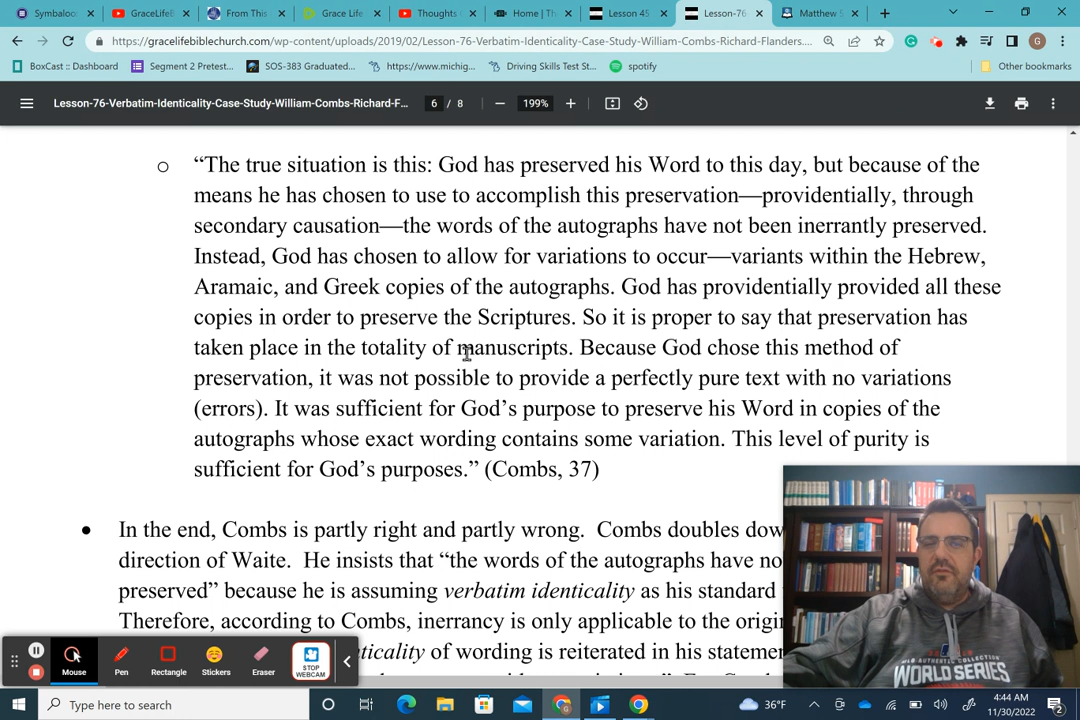 Symbaloo
GraceLifeB
From This
Grace Life
Thoughts
Home | Th
Lesson 45
Lesson-76
Matthew 5
https://gracelifebiblechurch.com/wp-content/uploads/2019/02/Lesson-76-Verbatim-Identicality-Case-Study-William-Combs-Richard-Flanders....
BoxCast :: Dashboard
Segment 2 Pretest...
SOS-383 Graduated...
https://www.michig...
Driving Skills Test St...
spotify
Other bookmarks
Lesson-76-Verbatim-Identicality-Case-Study-William-Combs-Richard-F...
6 / 8
199%
o “The true situation is this: God has preserved his Word to this day, but because of the
means he has chosen to use to accomplish this preservation—providentially, through
secondary causation—the words of the autographs have not been inerrantly preserved.
Instead, God has chosen to allow for variations to occur—variants within the Hebrew,
Aramaic, and Greek copies of the autographs. God has providentially provided all these
copies in order to preserve the Scriptures. So it is proper to say that preservation has
taken place in the totality of manuscripts. Because God chose this method of
preservation, it was not possible to provide a perfectly pure text with no variations
(errors). It was sufficient for God’s purpose to preserve his Word in copies of the
autographs whose exact wording contains some variation. This level of purity is
sufficient for God’s purposes.” (Combs, 37)
• In the end, Combs is partly right and partly wrong. Combs doubles dow
direction of Waite. He insists that “the words of the autographs have no
preserved” because he is assuming verbatim identicality as his standard
Therefore, according to Combs, inerrancy is only applicable to the origi
ticality of wording is reiterated in his stateme
WORLD SERIES
Mouse
Pen
Rectangle
Stickers
Eraser
STOP
WEBCAM
Type here to search
36°F
4:44 AM
11/30/2022
2